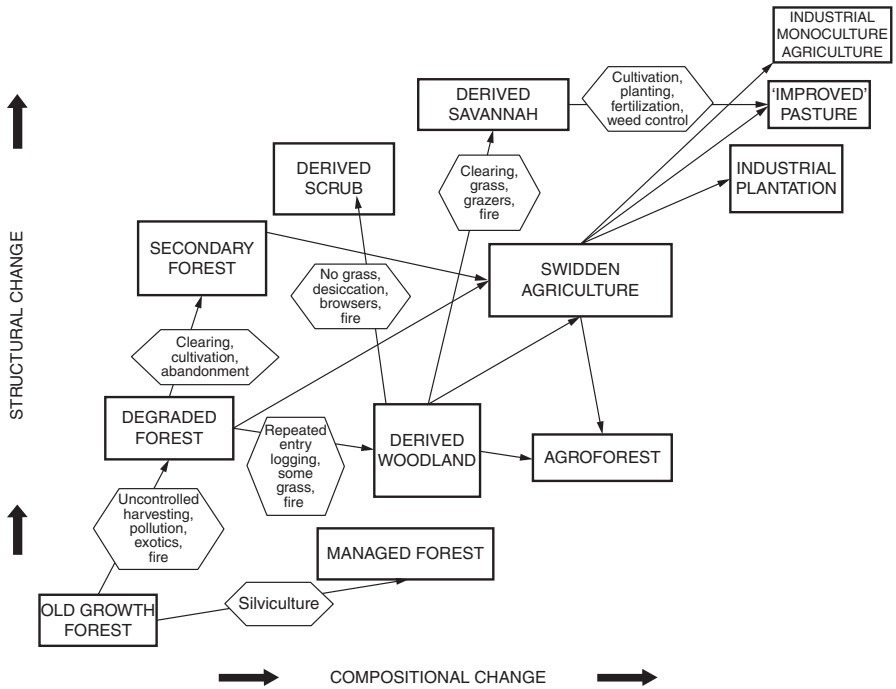 INDUSTRIAL
MONOCULTURE
AGRICULTURE
DERIVED
SAVANNAH
Cultivation,
planting,
fertilization,
weed control
'IMPROVED'
PASTURE
DERIVED
SCRUB
Clearing,
grass,
grazers,
fire
INDUSTRIAL
PLANTATION
SECONDARY
FOREST
No grass,
desiccation,
browsers,
fire
SWIDDEN
AGRICULTURE
STRUCTURAL CHANGE
Clearing,
cultivation,
abandonment
DEGRADED
FOREST
Repeated
entry
logging,
some
grass,
fire
DERIVED
WOODLAND
AGROFOREST
Uncontrolled
harvesting,
pollution,
exotics,
fire
MANAGED FOREST
OLD GROWTH
FOREST
Silviculture
COMPOSITIONAL CHANGE